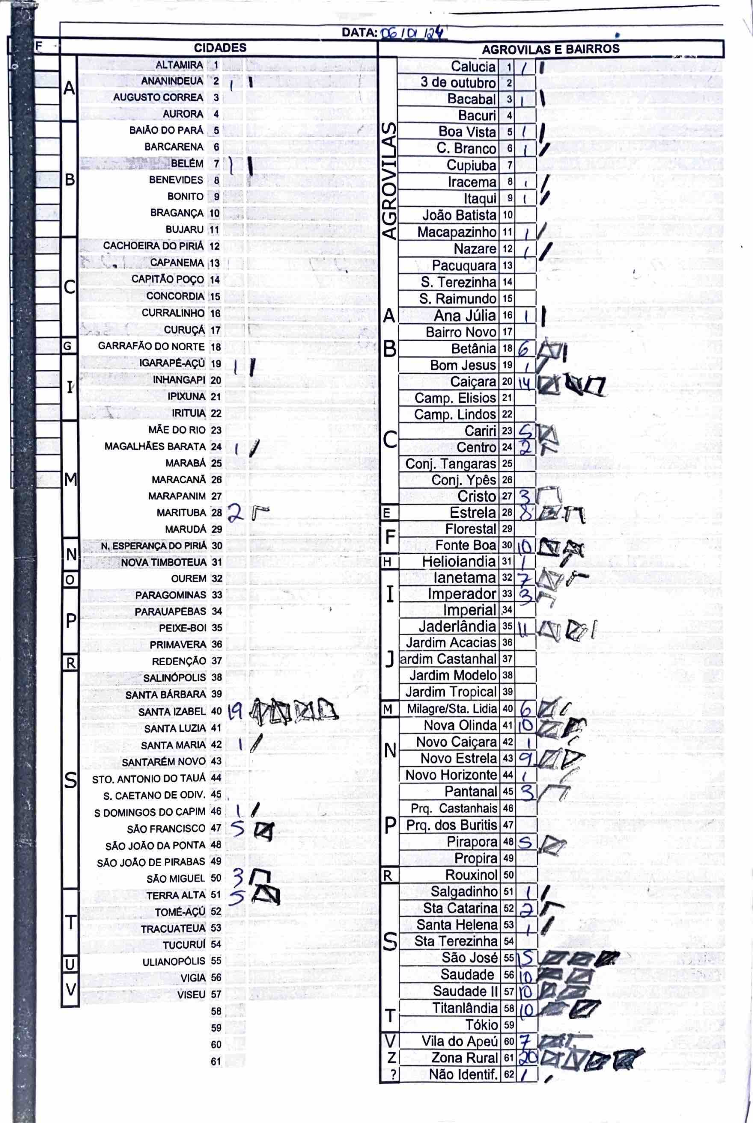 DATA: 06/01/24
F
CIDADES
A
ALTAMIRA 1
ANANINDEUA 2 1
AUGUSTO CORREA 3
AURORA 4
B
BAIÃO DO PARÁ 5
BARCARENA 6
BELÉM 7 1
BENEVIDES 8
BONITO 9
BRAGANÇA 10
BUJARU 11
C
CACHOEIRA DO PIRIÁ 12
CAPANEMA 13
CAPITÃO POÇO 14
CONCORDIA 15
CURRALINHO 16
CURUÇÁ 17
G
GARRAFÃO DO NORTE 18
I
IGARAPÉ-AÇÚ 19 1
INHANGAPI 20
IPIXUNA 21
IRITUIA 22
M
MÃE DO RIO 23
MAGALHÃES BARATA 24 1
MARABÁ 25
MARACANÃ 26
MARAPANIM 27
MARITUBA 28 2
MARUDÁ 29
N
N. ESPERANÇA DO PIRIÁ 30
NOVA TIMBOTEUA 31
O
OUREM 32
P
PARAGOMINAS 33
PARAUAPEBAS 34
PEIXE-BOI 35
PRIMAVERA 36
R
REDENÇÃO 37
S
SALINÓPOLIS 38
SANTA BÁRBARA 39
SANTA IZABEL 40 19
SANTA LUZIA 41
SANTA MARIA 42 1
SANTARÉM NOVO 43
STO. ANTONIO DO TAUÁ 44
S. CAETANO DE ODIV. 45
S DOMINGOS DO CAPIM 46 1
SÃO FRANCISCO 47 5
SÃO JOÃO DA PONTA 48
SÃO JOÃO DE PIRABAS 49
SÃO MIGUEL 50 3
TERRA ALTA 51 5
T
TOMÉ-AÇÚ 52
TRACUATEUA 53
TUCURUÍ 54
U
ULIANOPÓLIS 55
V
VIGIA 56
VISEU 57
58
59
60
61
AGROVILAS E BAIRROS
AGROVILAS
Calucia 1 1
3 de outubro 2
Bacabal 3 1
Bacuri 4
Boa Vista 5 1
C. Branco 6 1
Cupiuba 7
Iracema 8 1
Itaqui 9 1
João Batista 10
Macapazinho 11 1
Nazare 12 1
Pacuquara 13
S. Terezinha 14
S. Raimundo 15
A
Ana Júlia 16 1
Bairro Novo 17
B
Betânia 18 6
Bom Jesus 19 1
Caiçara 20 14
Camp. Elisios 21
Camp. Lindos 22
C
Cariri 23 5
Centro 24 2
Conj. Tangaras 25
Conj. Ypês 26
Cristo 27 3
E
Estrela 28 8
F
Florestal 29
Fonte Boa 30 10
H
Heliolandia 31 1
I
Ianetama 32 7
Imperador 33 3
Imperial 34
J
Jaderlândia 35 11
Jardim Acacias 36
ardim Castanhal 37
Jardim Modelo 38
Jardim Tropical 39
M
Milagre/Sta. Lidia 40 6
N
Nova Olinda 41 10
Novo Caiçara 42 1
Novo Estrela 43 9
Novo Horizonte 44 1
P
Pantanal 45 3
Prq. Castanhais 46
Prq. dos Buritis 47
Pirapora 48 5
Propira 49
R
Rouxinol 50
S
Salgadinho 51 1
Sta Catarina 52 2
Santa Helena 53 1
Sta Terezinha 54
São José 55 15
Saudade 56 10
Saudade II 57 10
T
Titanlândia 58 10
Tókio 59
V
Vila do Apeú 60 7
Z
Zona Rural 61 20
?
Não Identif. 62 1